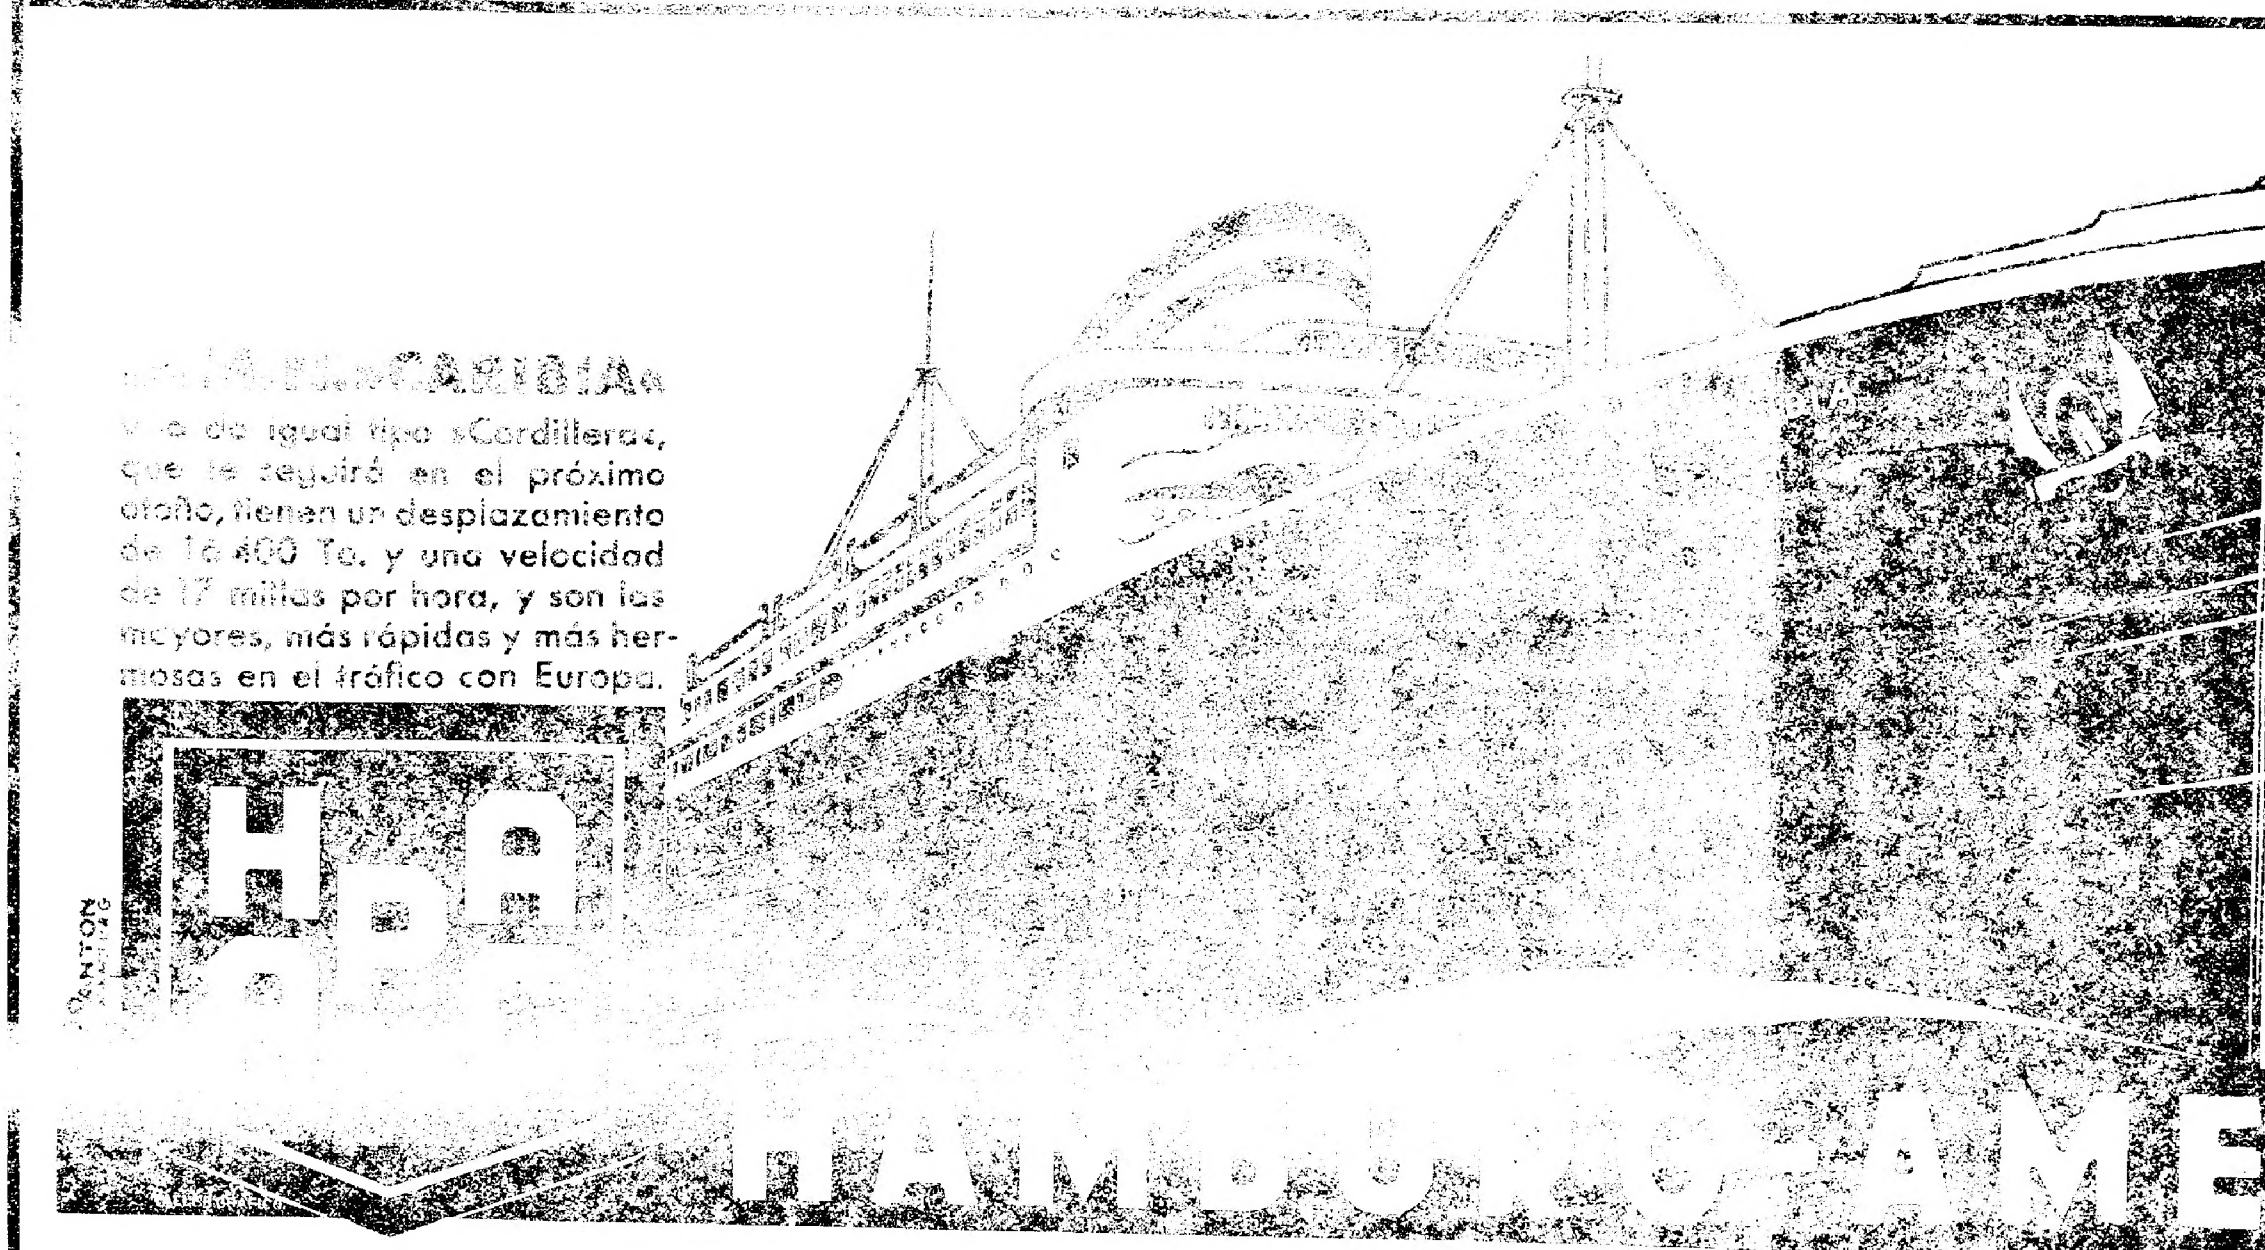 »CARIBIA«
de igual tipo »Cordillera«,
que le seguirá en el próximo
otoño, tienen un desplazamiento
de 16 400 To. y una velocidad
de 17 millas por hora, y son las
mayores, más rápidas y más her-
mosas en el tráfico con Europa.
H A
P A
ANTON
HAMBURG-AME